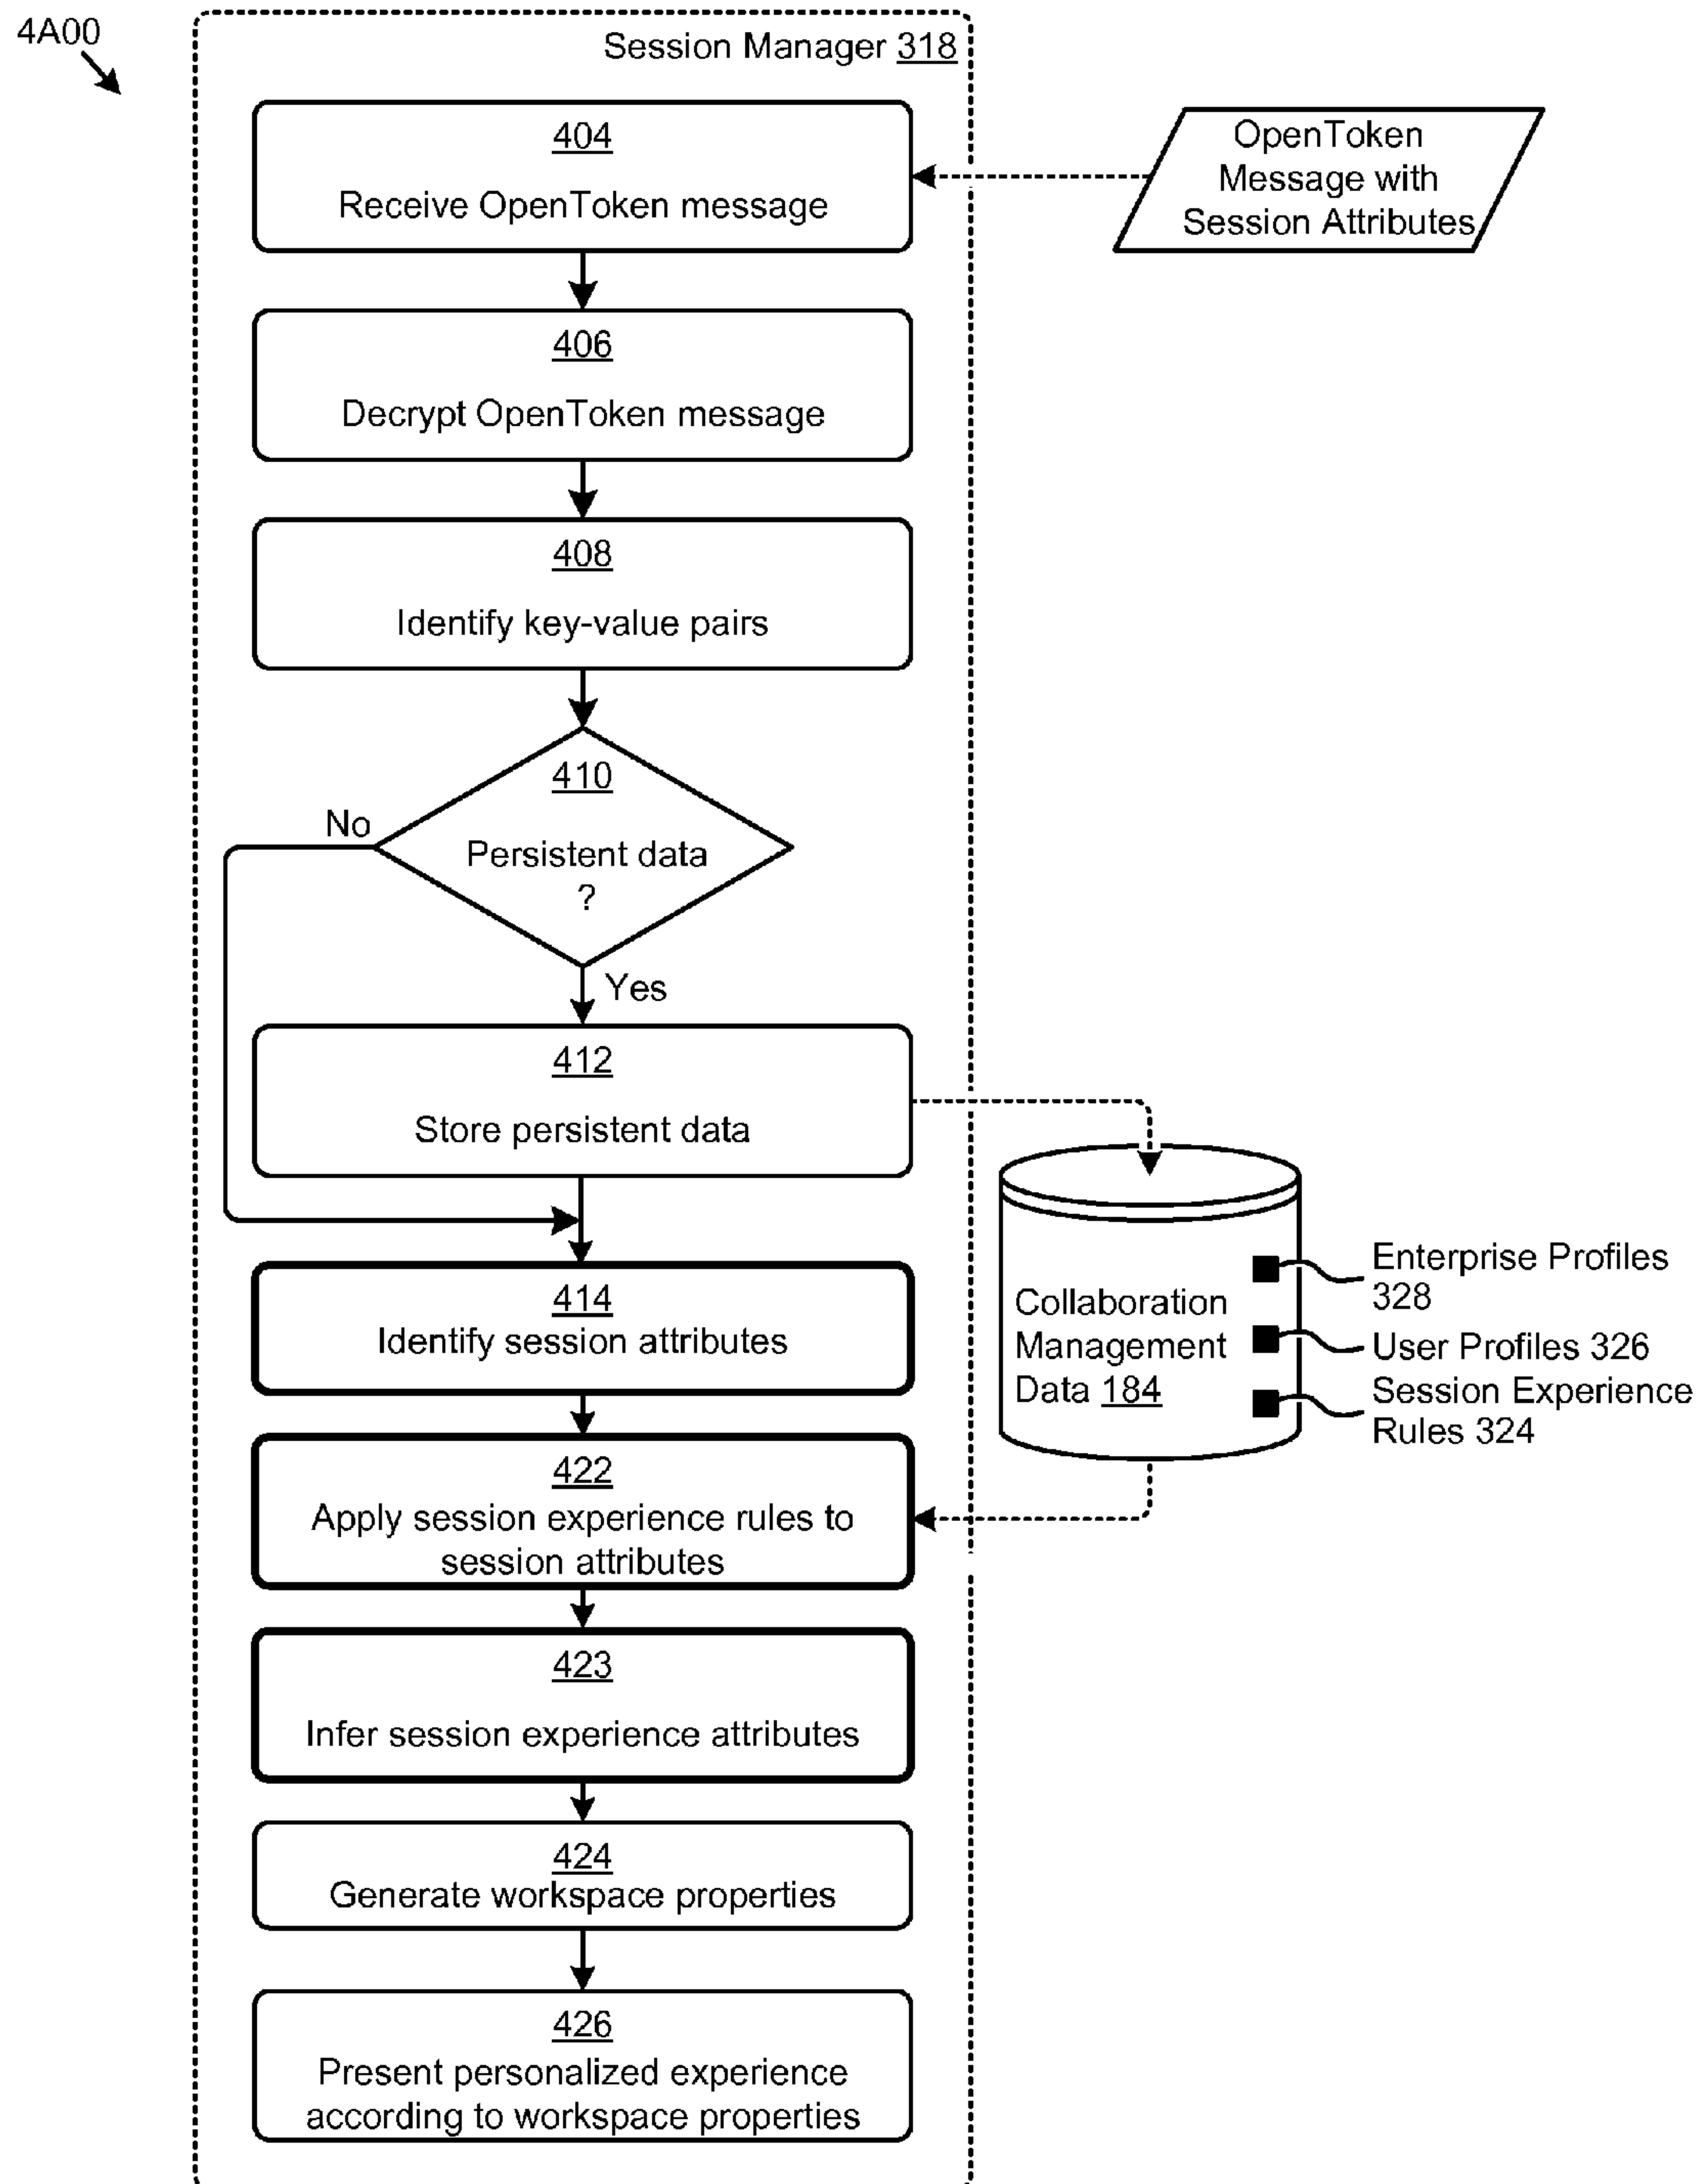 4A00
Session Manager 318
404
Receive OpenToken message
OpenToken
Message with
Session Attributes
406
Decrypt OpenToken message
408
Identify key-value pairs
410
Persistent data
?
No
Yes
412
Store persistent data
414
Identify session attributes
Collaboration
Management
Data 184
Enterprise Profiles
328
User Profiles 326
Session Experience
Rules 324
422
Apply session experience rules to
session attributes
423
Infer session experience attributes
424
Generate workspace properties
426
Present personalized experience
according to workspace properties